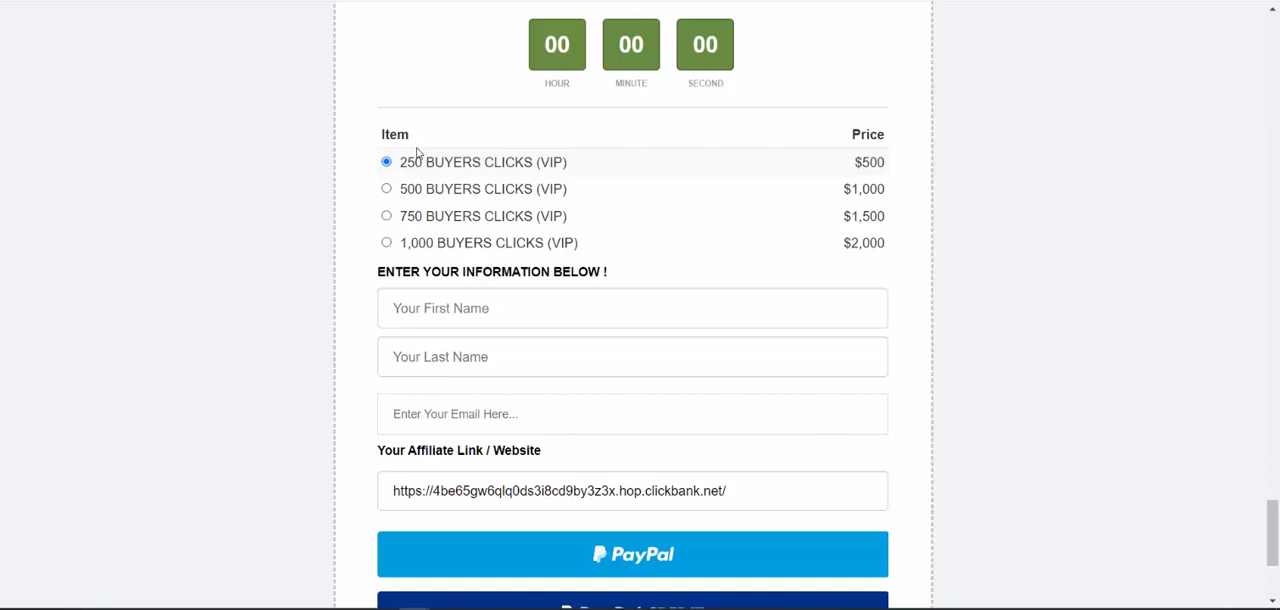 00 00 00
HOUR MINUTE SECOND
Item Price
250 BUYERS CLICKS (VIP) $500
500 BUYERS CLICKS (VIP) $1,000
750 BUYERS CLICKS (VIP) $1,500
1,000 BUYERS CLICKS (VIP) $2,000
ENTER YOUR INFORMATION BELOW !
Your First Name
Your Last Name
Enter Your Email Here...
Your Affiliate Link / Website
https://4be65gw6qlq0ds3i8cd9by3z3x.hop.clickbank.net/
PayPal